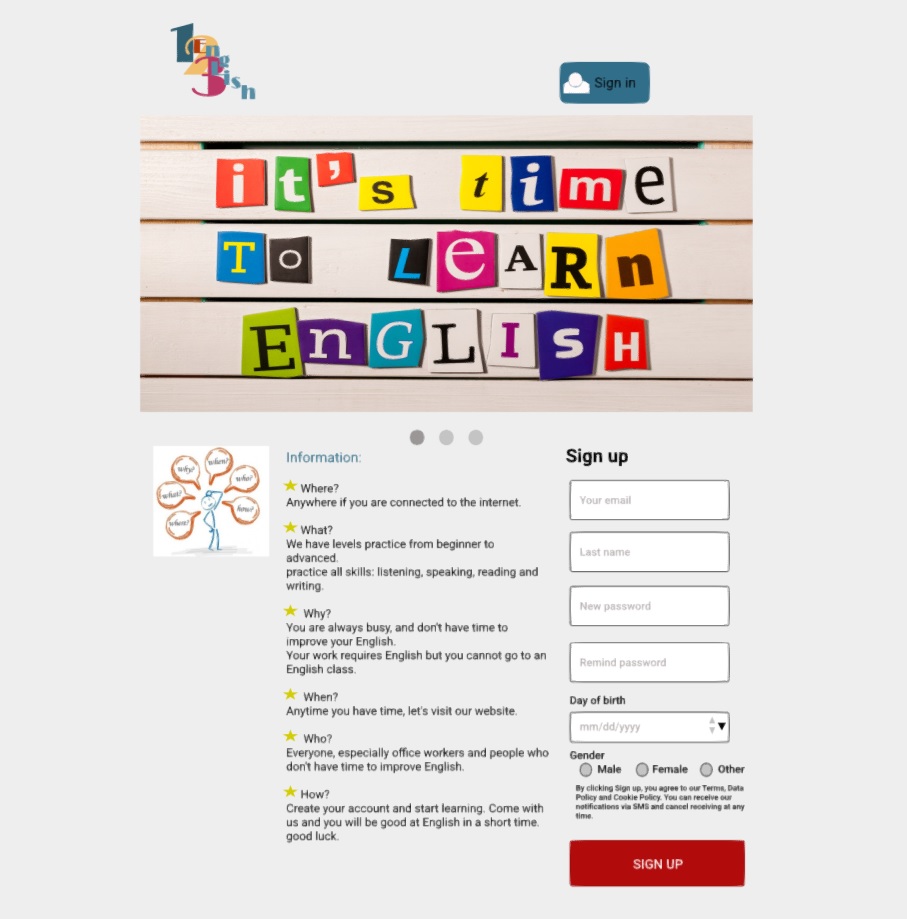 123 English
Sign in
it's time
To LeARn
EnGLISH
why?
when?
what?
who?
where?
how?
Information:
Where?
Anywhere if you are connected to the internet.
What?
We have levels practice from beginner to
advanced.
practice all skills: listening, speaking, reading and
writing.
Why?
You are always busy, and don't have time to
improve your English.
Your work requires English but you cannot go to an
English class.
When?
Anytime you have time, let's visit our website.
Who?
Everyone, especially office workers and people who
don't have time to improve English.
How?
Create your account and start learning. Come with
us and you will be good at English in a short time.
good luck.
Sign up
Your email
Last name
New password
Remind password
Day of birth
mm/dd/yyyy
Gender
Male Female Other
By clicking Sign up, you agree to our Terms, Data
Policy and Cookie Policy. You can receive our
notifications via SMS and cancel receiving at any
time.
SIGN UP